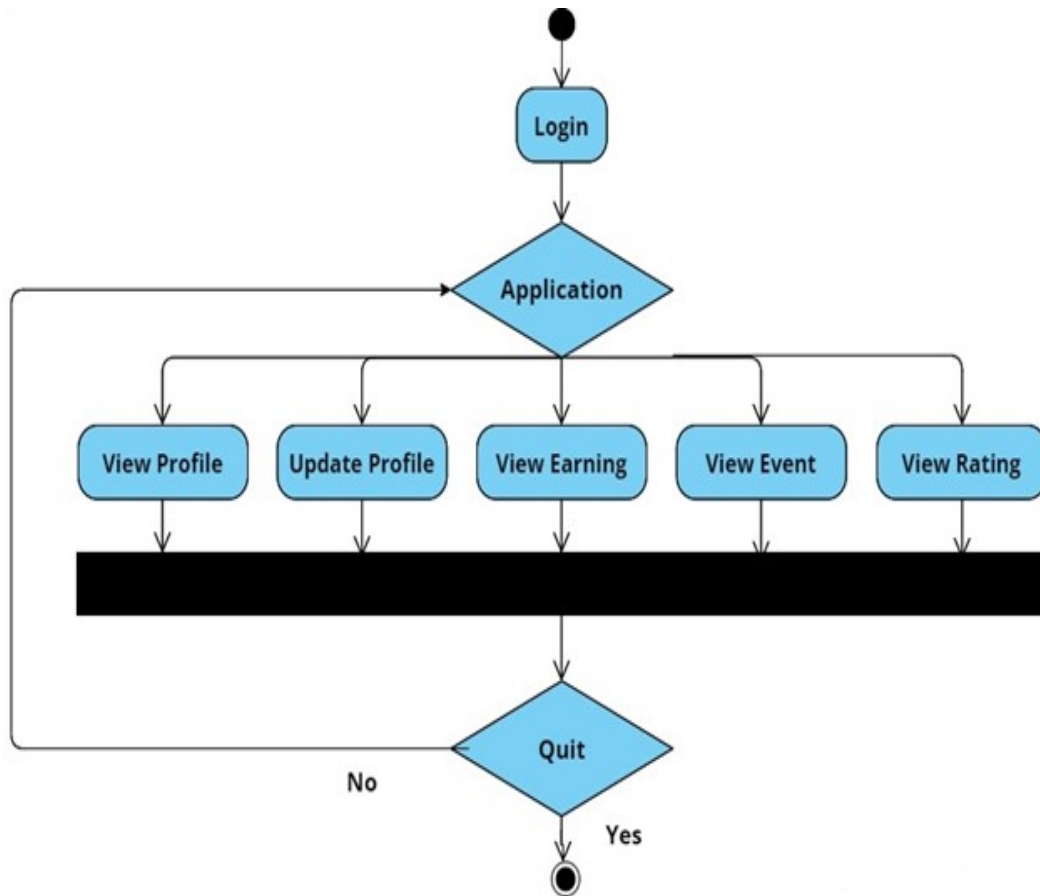 Login
Application
View Profile
Update Profile
View Earning
View Event
View Rating
Quit
No
Yes